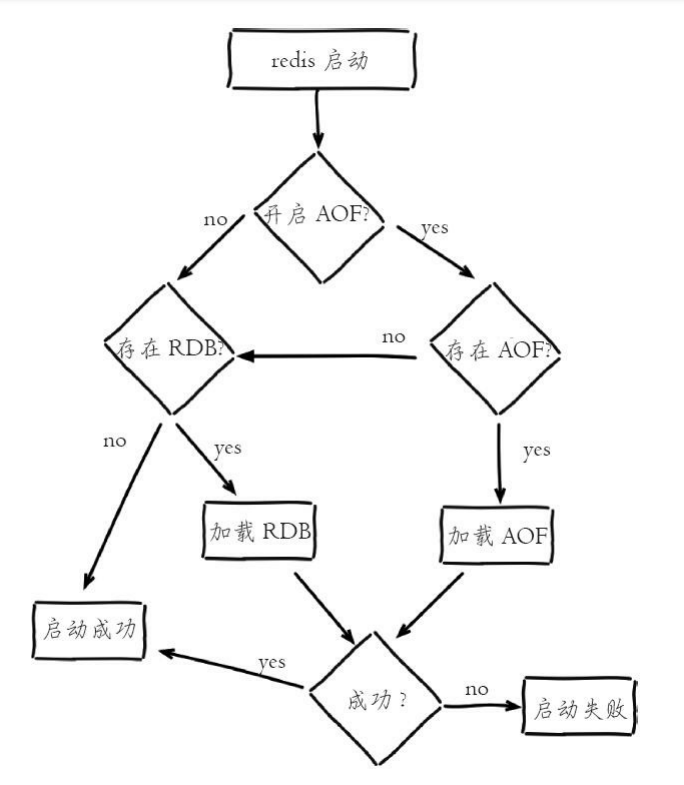 redis 启动
开启 AOF?
no
yes
存在 RDB?
no
存在 AOF?
no
yes
yes
加载 RDB
加载 AOF
启动成功
yes
成功？
no
启动失败